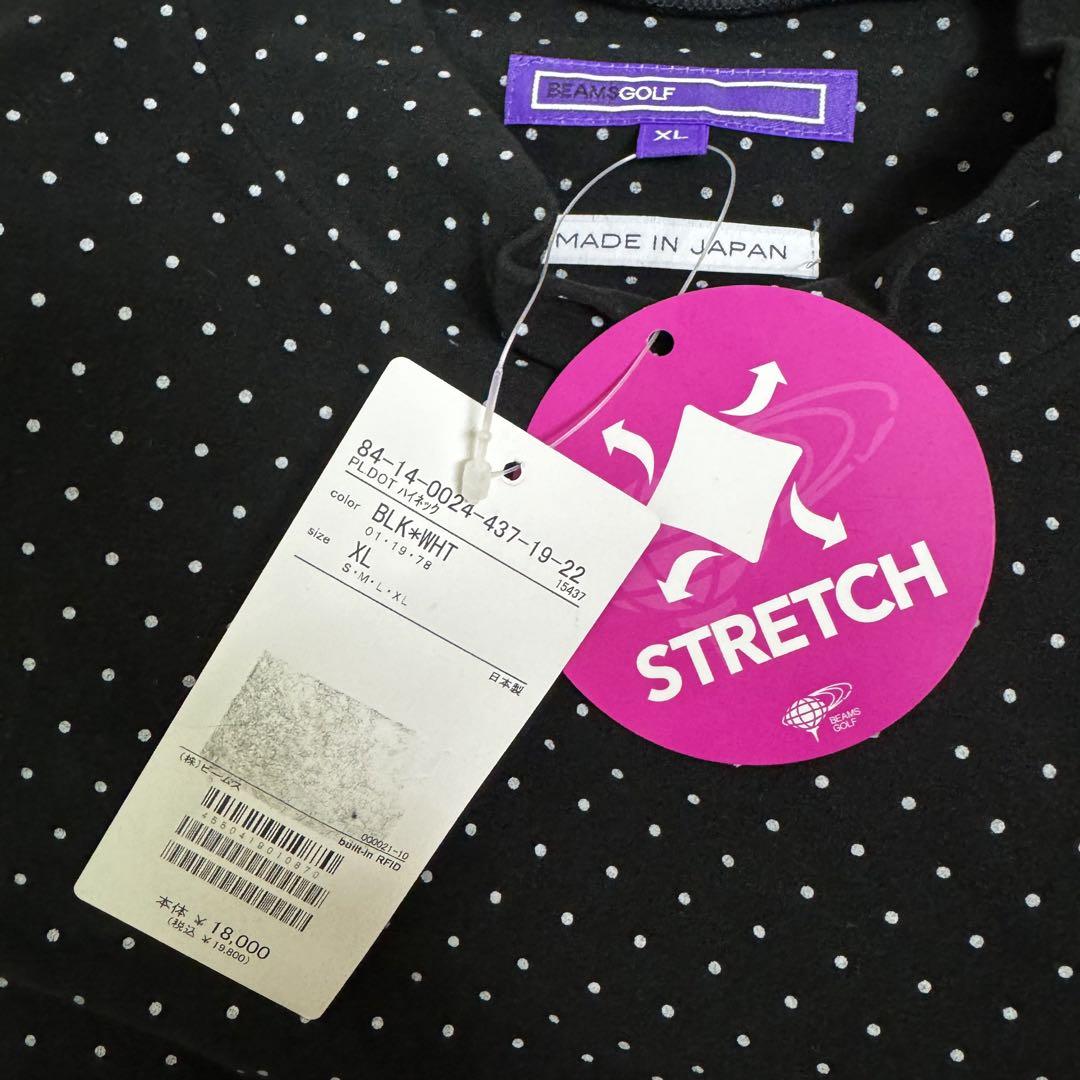 BEAMSGOLF
XL
MADE IN JAPAN
STRETCH
BEAMS
GOLF
84-14-0024-437-19-22
PLDOT ハイネック
15437
color BLK*WHT
01・19・78
size XL
S・M・L・XL
日本製
(株)ビームス
000021-10
built-in RFID
4580419010870
本体 ¥ 18,000
(税込 ¥ 19,800)